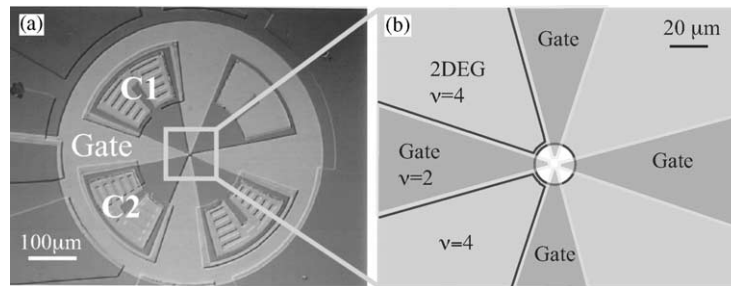 (a)
C1
Gate
C2
100μm
(b)
Gate
20 μm
2DEG
ν=4
Gate
ν=2
Gate
ν=4
Gate